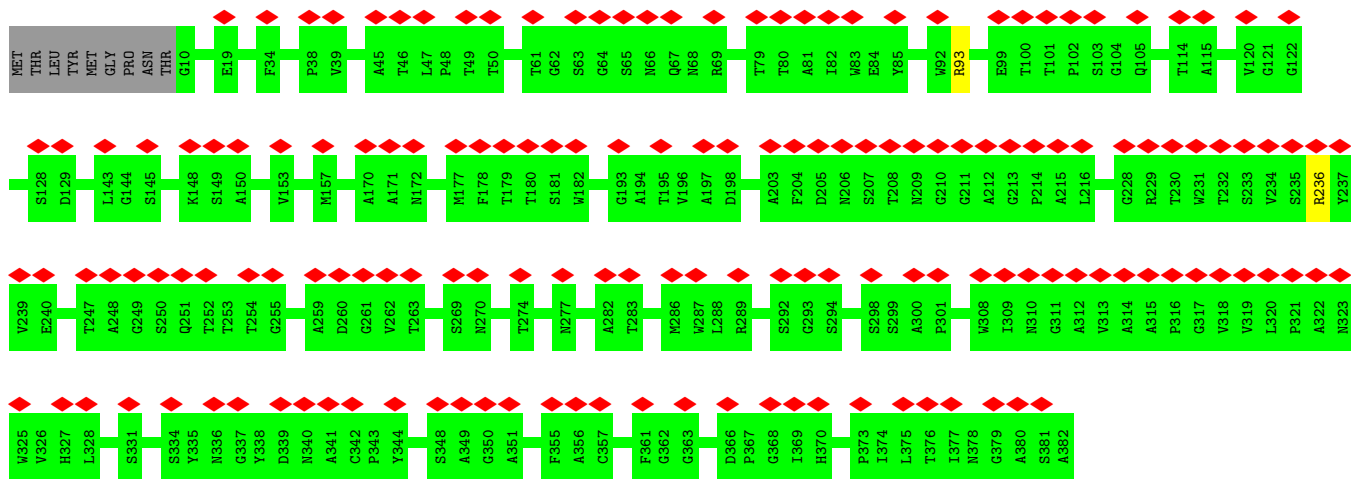 MET THR LEU TYR MET GLY PRO ASN THR G10 E19 F34 P38 V39 A45 T46 L47 P48 T49 T50 T61 G62 S63 G64 S65 N66 Q67 N68 R69 T79 T80 A81 I82 W83 E84 Y85 W92 R93 E99 T100 T101 P102 S103 G104 Q105 T114 A115 V120 G121 G122
S128 D129 L143 G144 S145 K148 S149 A150 V153 M157 A170 A171 N172 M177 F178 T179 T180 S181 W182 G193 A194 T195 V196 A197 D198 A203 F204 D205 N206 S207 T208 N209 G210 G211 A212 G213 P214 A215 L216 G228 R229 T230 W231 T232 S233 V234 S235 R236 Y237
V239 E240 T247 A248 G249 S250 Q251 T252 T253 T254 G255 A259 D260 G261 V262 T263 S269 N270 T274 N277 A282 T283 M286 W287 L288 R289 S292 G293 S294 S298 S299 A300 P301 W308 I309 N310 G311 A312 V313 A314 A315 P316 G317 V318 V319 L320 P321 A322 N323
W325 V326 H327 L328 S331 S334 Y335 N336 G337 Y338 D339 N340 A341 C342 P343 Y344 S348 A349 G350 A351 F355 A356 C357 F361 G362 G363 D366 P367 G368 I369 H370 P373 I374 L375 T376 I377 N378 G379 A380 S381 A382